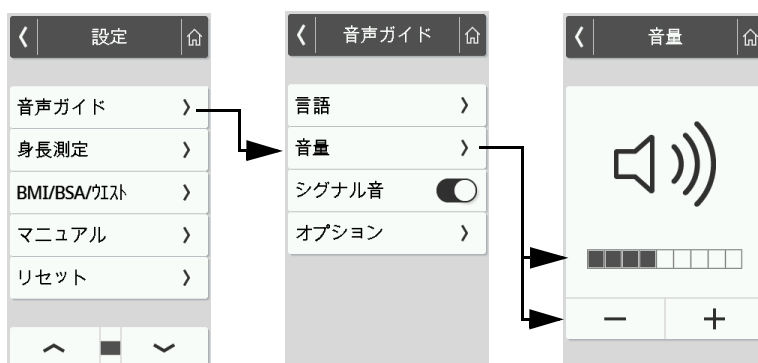 設定
音声ガイド
身長測定
BMI/BSA/ｳｴｽﾄ
マニュアル
リセット
音声ガイド
言語
音量
シグナル音
オプション
音量